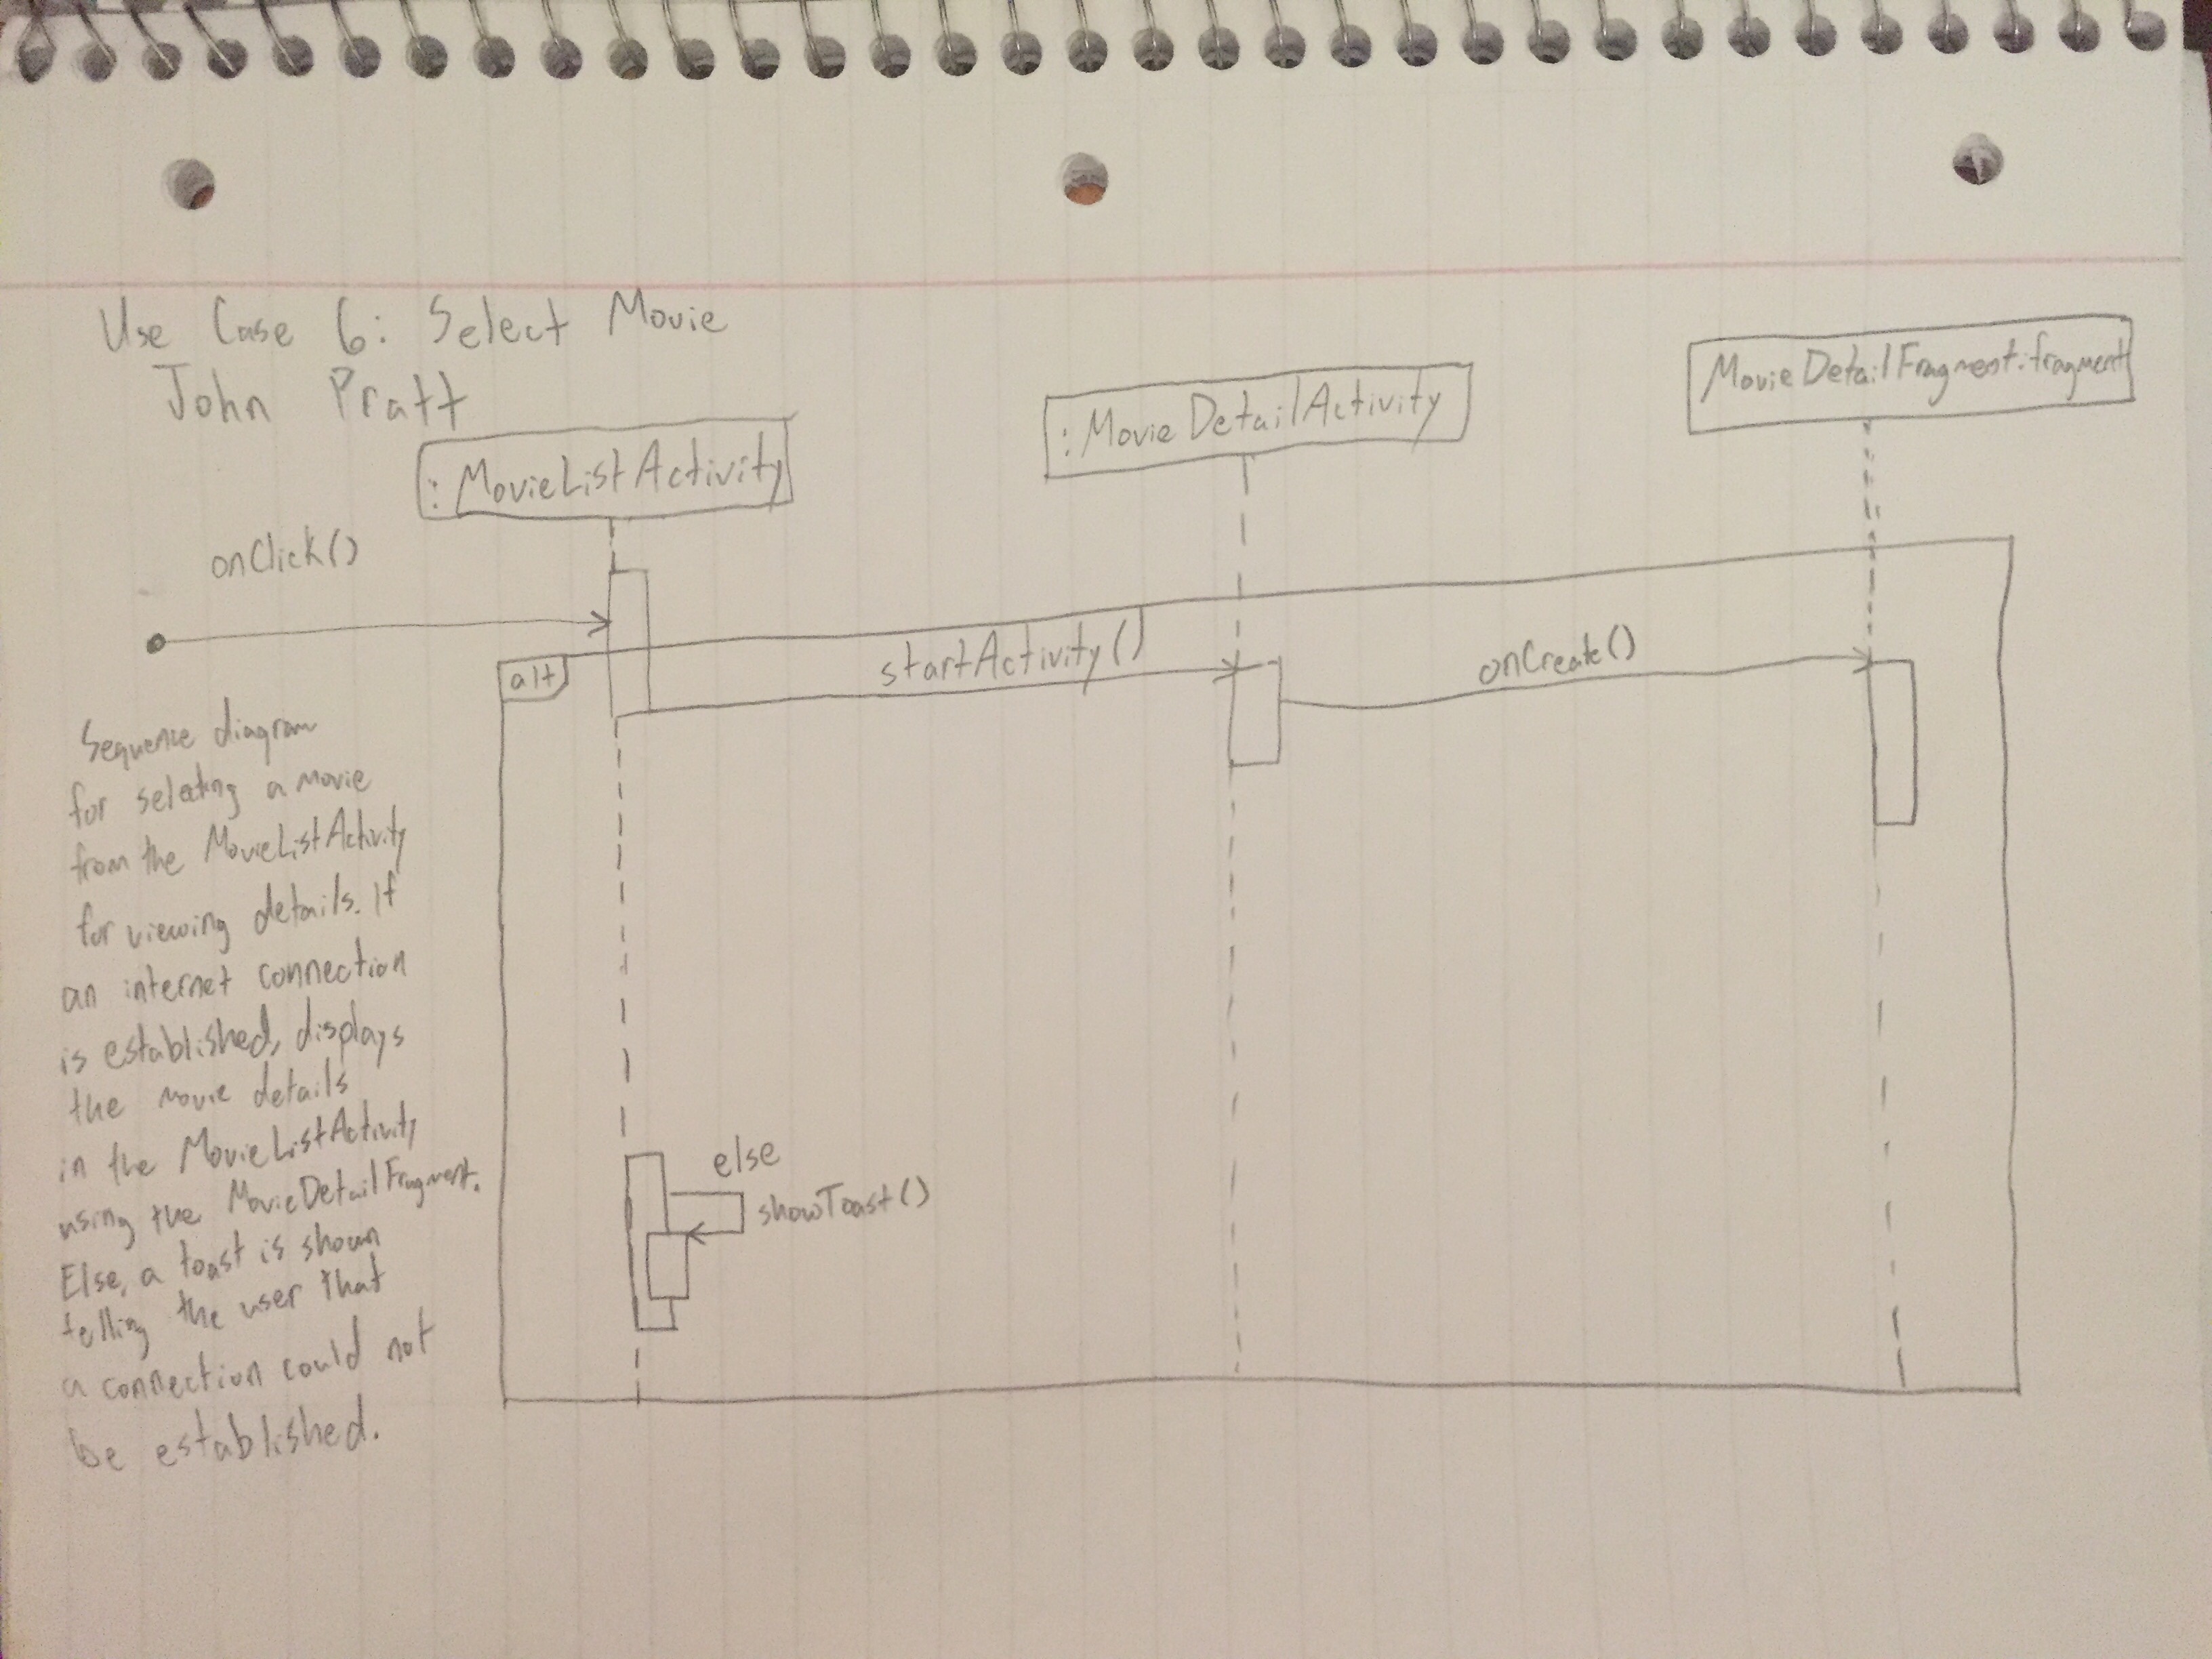 Use Case 6: Select Movie
John Pratt
:MovieListActivity
:MovieDetailActivity
MovieDetailFragment:fragment
onClick()
alt
startActivity()
onCreate()
else
showToast()
Sequence diagram
for selecting a movie
from the MovieListActivity
for viewing details. If
an internet connection
is established, displays
the movie details
in the MovieListActivity
using the MovieDetailFragment.
Else, a toast is shown
telling the user that
a connection could not
be established.